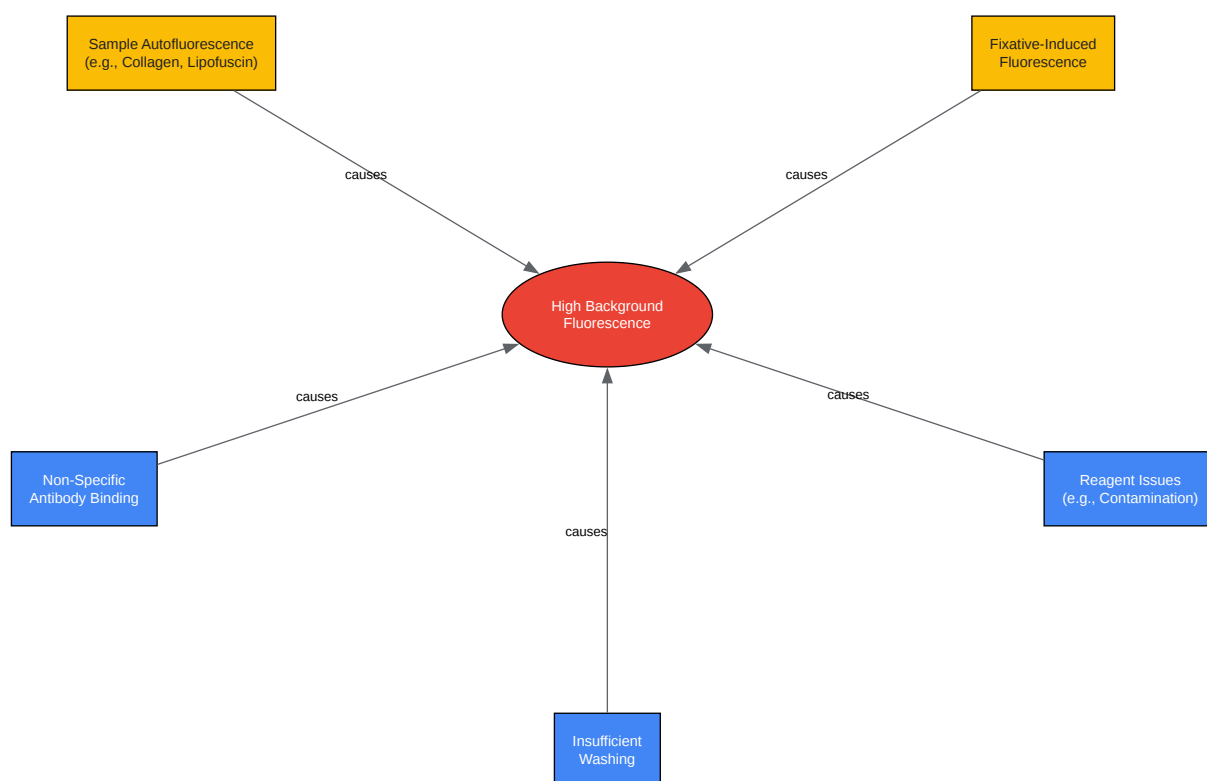 Sample Autofluorescence
(e.g., Collagen, Lipofuscin)
Fixative-Induced
Fluorescence
causes
causes
High Background
Fluorescence
causes
causes
Non-Specific
Antibody Binding
Reagent Issues
(e.g., Contamination)
causes
Insufficient
Washing